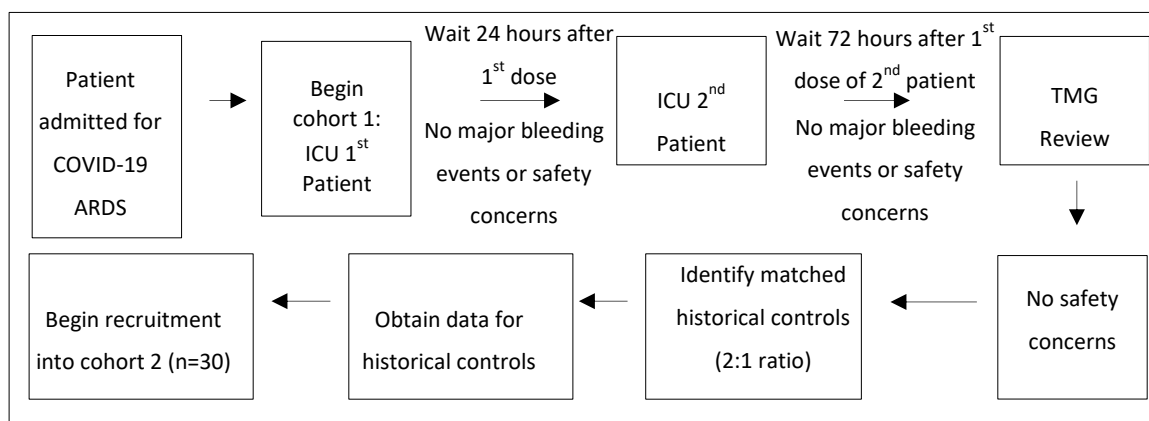 Patient
admitted for
COVID-19
ARDS
Begin
cohort 1:
ICU 1st
Patient
Wait 24 hours after
1st dose
No major bleeding
events or safety
concerns
ICU 2nd
Patient
Wait 72 hours after 1st
dose of 2nd patient
No major bleeding
events or safety
concerns
TMG
Review
No safety
concerns
Identify matched
historical controls
(2:1 ratio)
Obtain data for
historical controls
Begin recruitment
into cohort 2 (n=30)